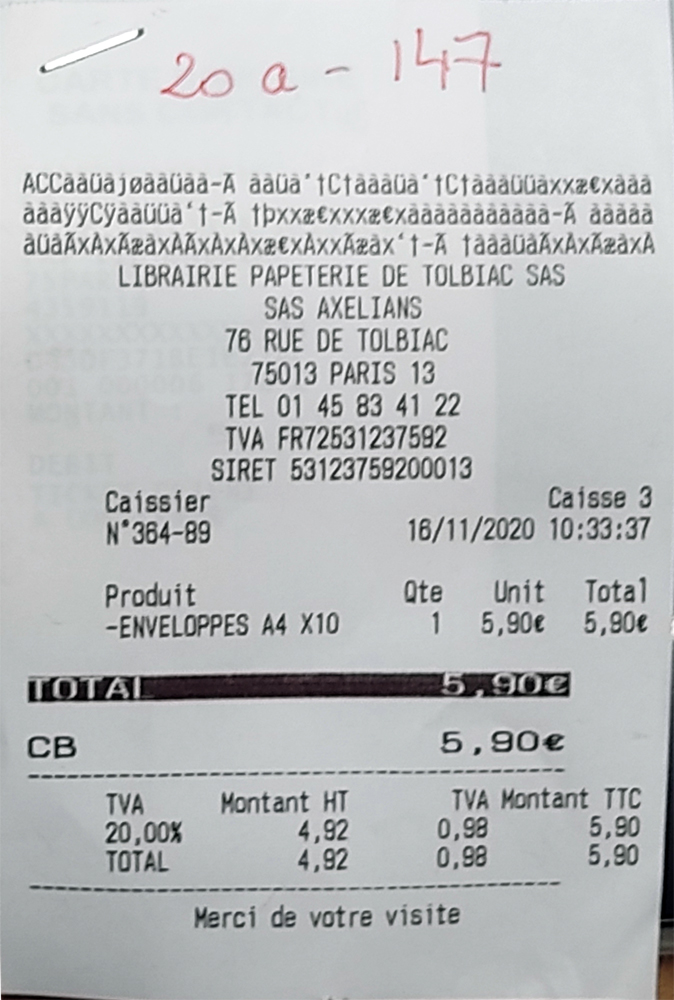 20 a - 147
LIBRAIRIE PAPETERIE DE TOLBIAC SAS
SAS AXELIANS
76 RUE DE TOLBIAC
75013 PARIS 13
TEL 01 45 83 41 22
TVA FR72531237592
SIRET 53123759200013
Caissier Caisse 3
N°364-89 16/11/2020 10:33:37
Produit Qte Unit Total
-ENVELOPPES A4 X10 1 5,90€ 5,90€
TOTAL 5,90€
CB 5,90€
TVA Montant HT TVA Montant TTC
20,00% 4,92 0,98 5,90
TOTAL 4,92 0,98 5,90
Merci de votre visite